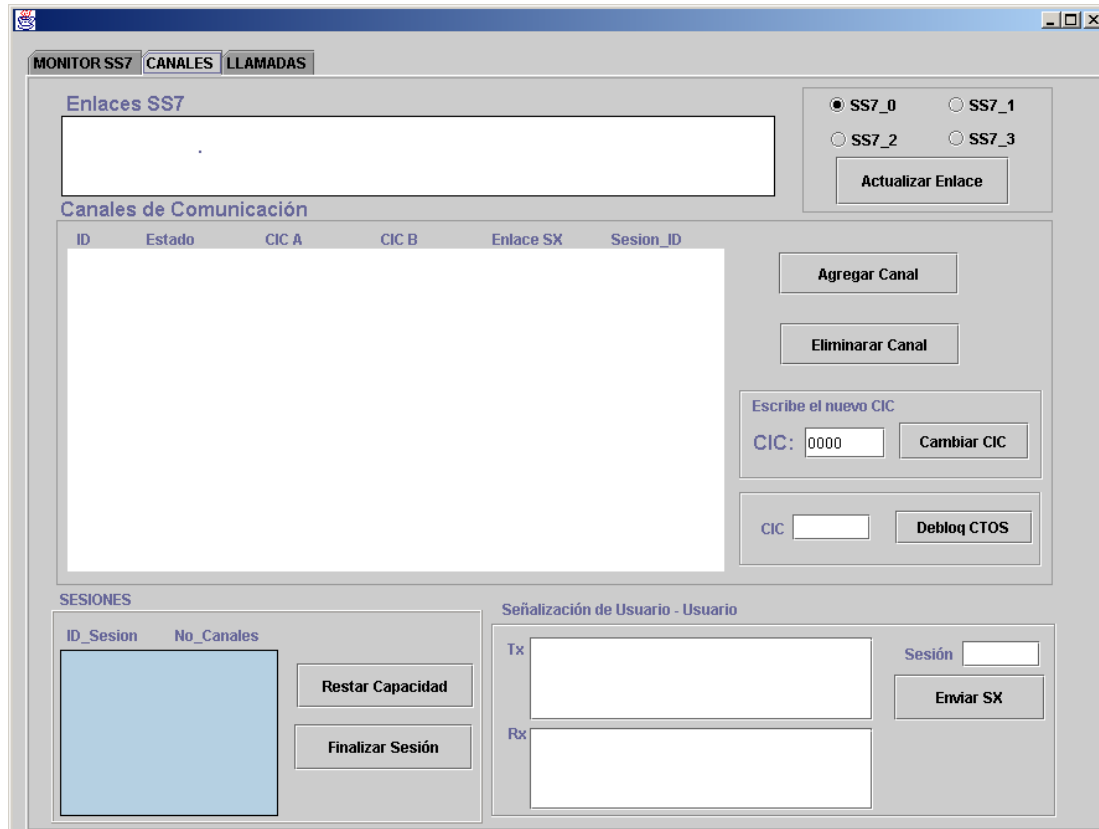 MONITOR SS7 CANALES LLAMADAS
Enlaces SS7
SS7_0 SS7_1
SS7_2 SS7_3
Actualizar Enlace
Canales de Comunicación
ID Estado CIC A CIC B Enlace SX Sesion_ID
Agregar Canal
Eliminarar Canal
Escribe el nuevo CIC
CIC: 0000 Cambiar CIC
CIC Debloq CTOS
SESIONES
ID_Sesion No_Canales
Restar Capacidad
Finalizar Sesión
Señalización de Usuario - Usuario
Tx
Sesión
Enviar SX
Rx